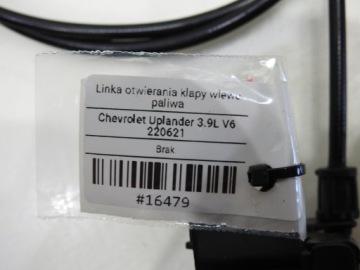 Linka otwierania klapy wlewu
paliwa
Chevrolet Uplander 3.9L V6
220621
Brak
#16479